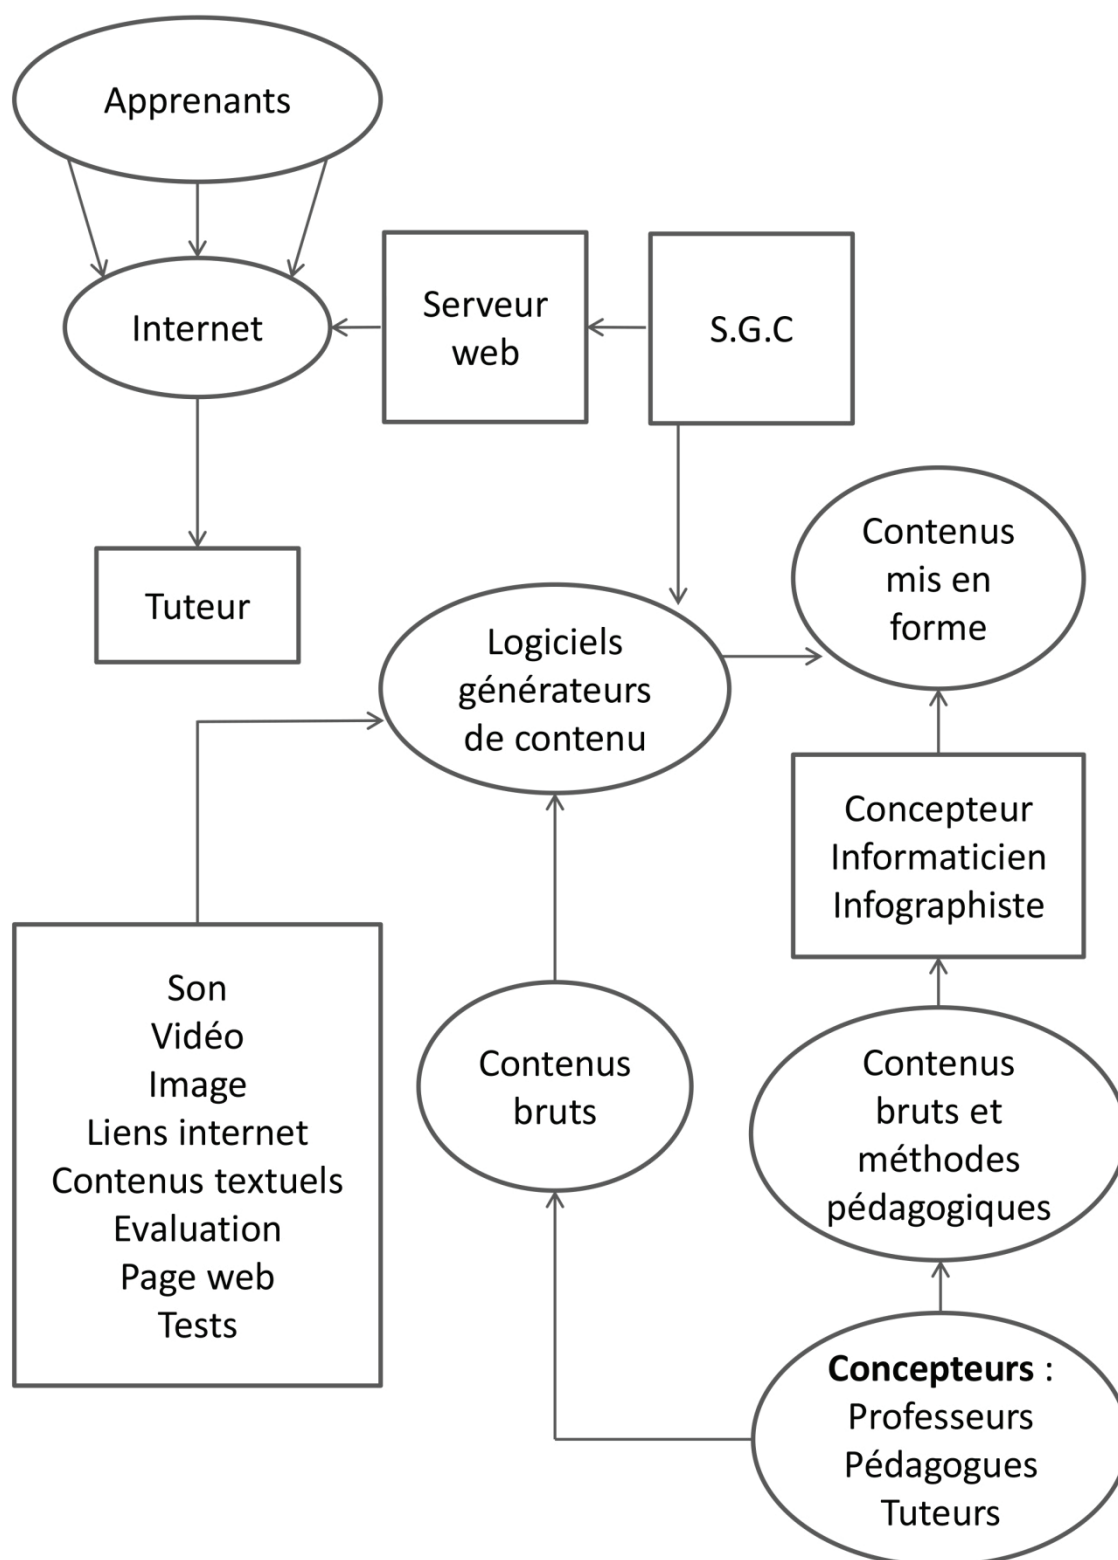 Apprenants
Internet
Serveur
web
S.G.C
Tuteur
Contenus
mis en
forme
Logiciels
générateurs
de contenu
Concepteur
Informaticien
Infographiste
Son
Vidéo
Image
Liens internet
Contenus textuels
Evaluation
Page web
Tests
Contenus
bruts
Contenus
bruts et
méthodes
pédagogiques
Concepteurs :
Professeurs
Pédagogues
Tuteurs